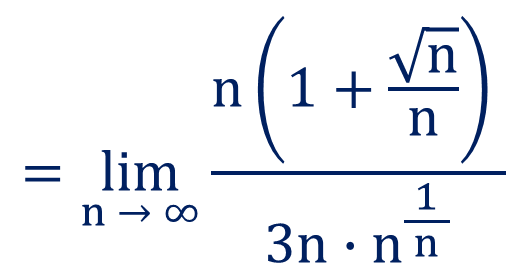 = lim n → ∞ n(1 + √n/n) / 3n · n^(1/n)